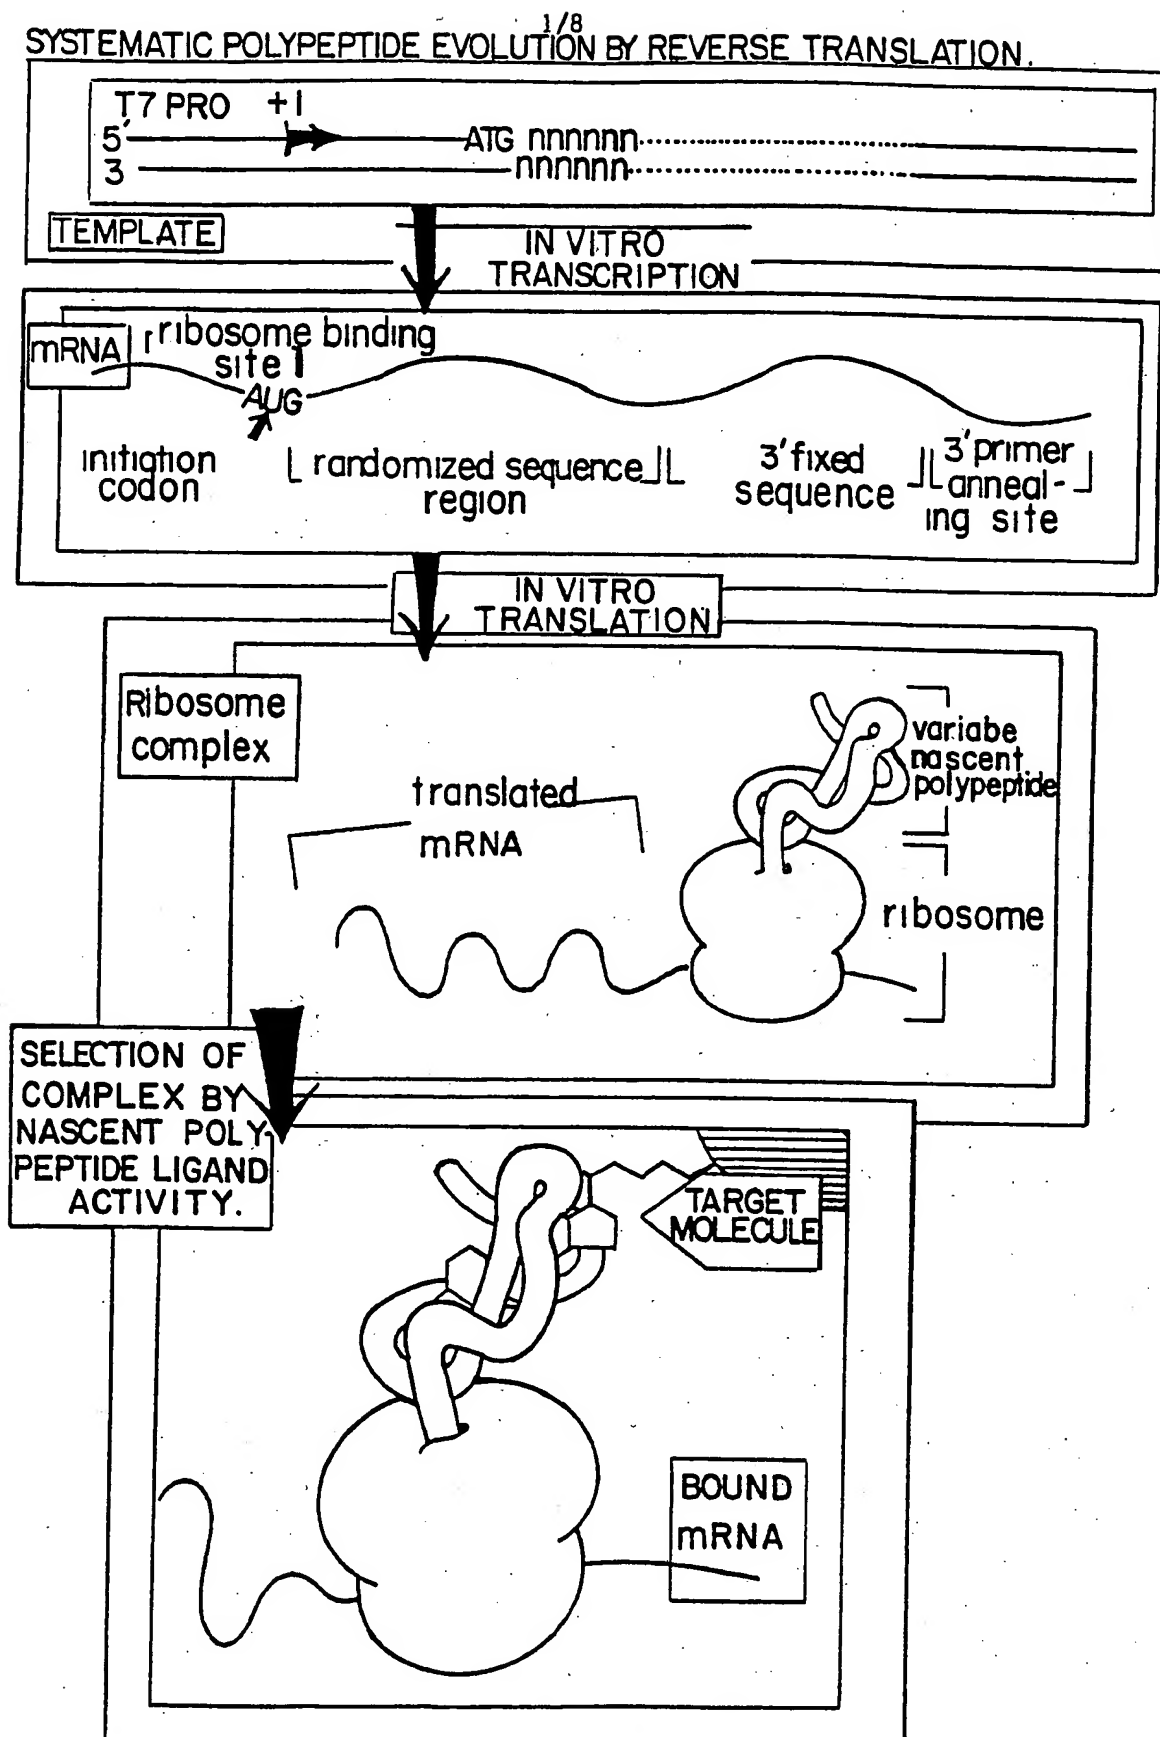 1/8
SYSTEMATIC POLYPEPTIDE EVOLUTION BY REVERSE TRANSLATION.
T7 PRO +1
5' ATG nnnnnn
3 nnnnnn
TEMPLATE
IN VITRO
TRANSCRIPTION
mRNA
ribosome binding
site
AUG
initiation
codon
randomized sequence
region
3' fixed
sequence
3' primer
anneal-
ing site
IN VITRO
TRANSLATION
Ribosome
complex
translated
mRNA
variabe
nascent
polypeptide
ribosome
SELECTION OF
COMPLEX BY
NASCENT POLY-
PEPTIDE LIGAND
ACTIVITY.
TARGET
MOLECULE
BOUND
mRNA